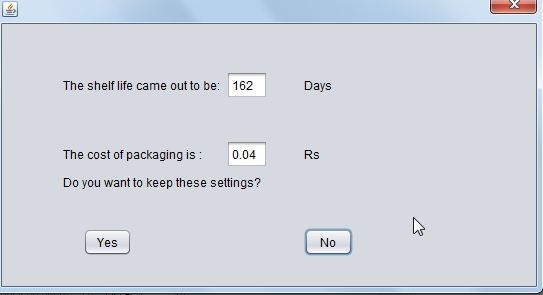 The shelf life came out to be: 162 Days
The cost of packaging is : 0.04 Rs
Do you want to keep these settings?
Yes No